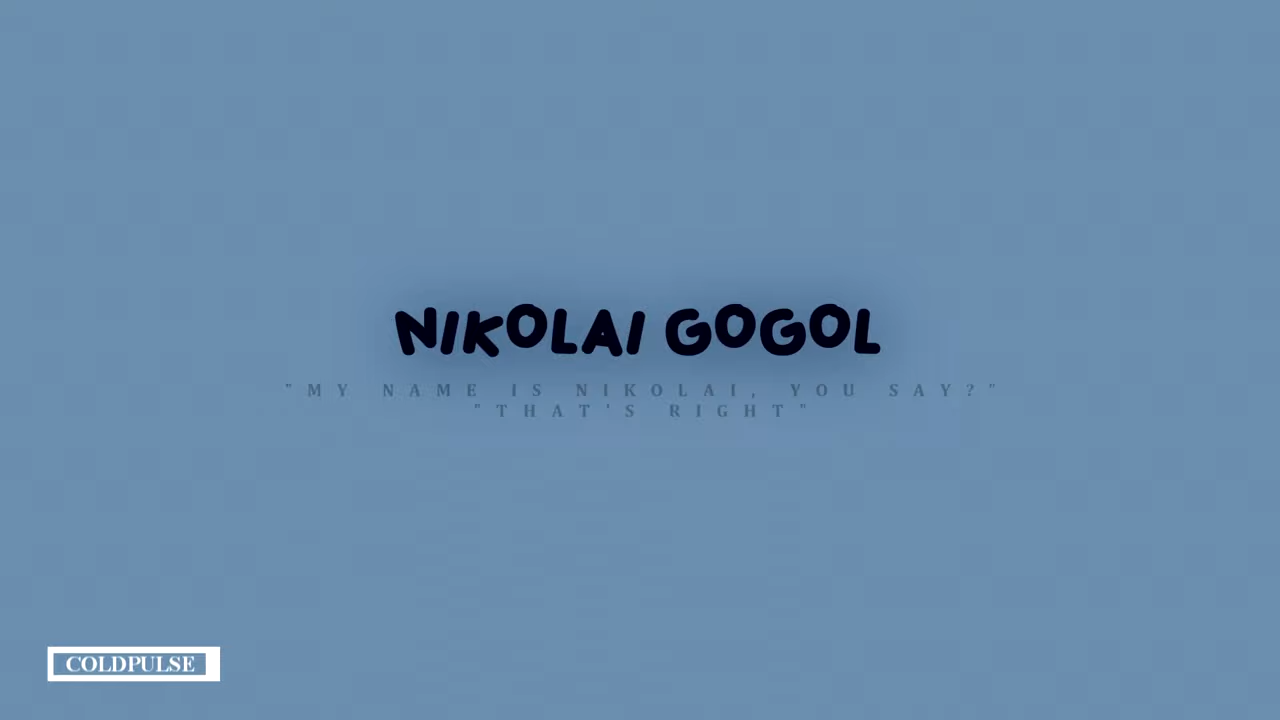 NIKOLAI GOGOL
"MY NAME IS NIKOLAI, YOU SAY?"
"THAT'S RIGHT"
COLDPULSE